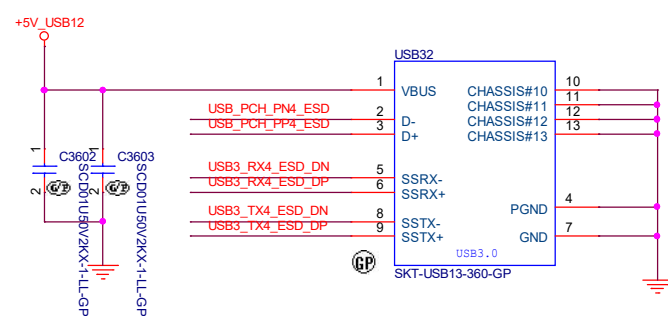 +5V_USB12
USB32
1 VBUS CHASSIS#10 10
CHASSIS#11 11
USB_PCH_PN4_ESD 2 D- CHASSIS#12 12
USB_PCH_PP4_ESD 3 D+ CHASSIS#13 13
1 C3602 1 C3603
2 G/P 2 G/P
SCD01U50V2KX-1-LL-GP
SCD01U50V2KX-1-LL-GP
USB3_RX4_ESD_DN 5 SSRX-
USB3_RX4_ESD_DP 6 SSRX+
PGND 4
USB3_TX4_ESD_DN 8 SSTX-
USB3_TX4_ESD_DP 9 SSTX+ GND 7
USB3.0
GP
SKT-USB13-360-GP